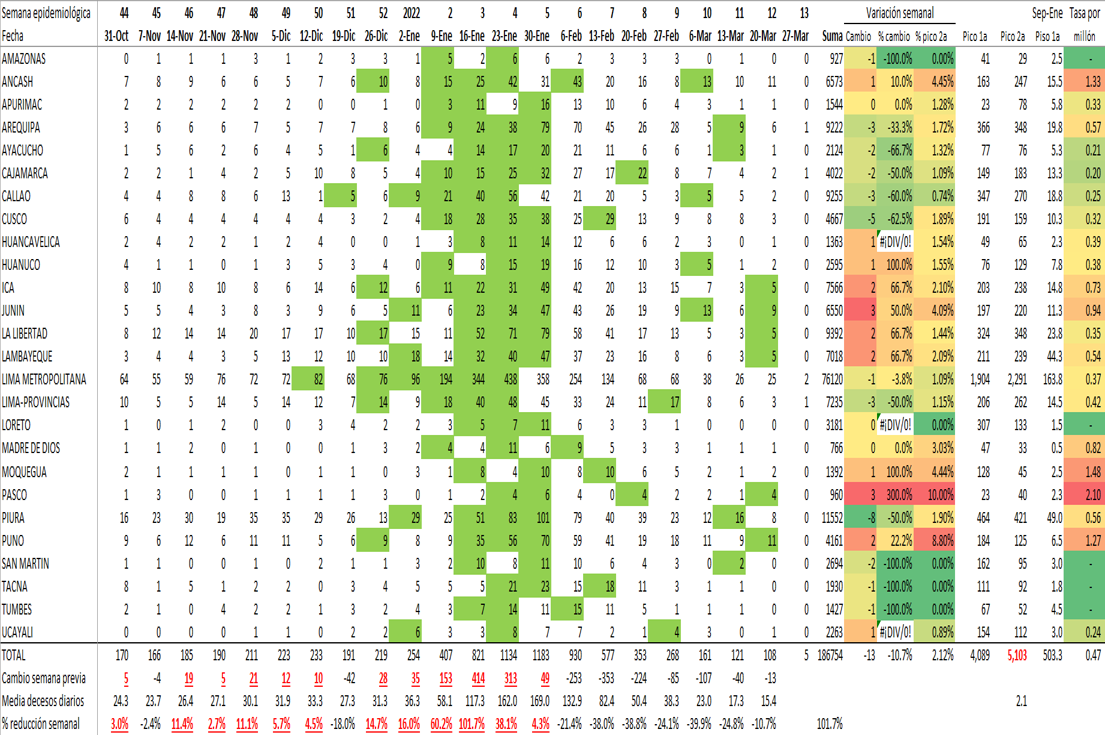 Semana epidemiológica 44 45 46 47 48 49 50 51 52 2022 2 3 4 5 6 7 8 9 10 11 12 13 Variación semanal Sep-Ene Tasa por
Fecha 31-Oct 7-Nov 14-Nov 21-Nov 28-Nov 5-Dic 12-Dic 19-Dic 26-Dic 2-Ene 9-Ene 16-Ene 23-Ene 30-Ene 6-Feb 13-Feb 20-Feb 27-Feb 6-Mar 13-Mar 20-Mar 27-Mar Suma Cambio % cambio % pico 2a Pico 1a Pico 2a Piso 1a millón
AMAZONAS 0 1 1 1 3 1 2 3 3 1 5 2 6 6 2 3 3 0 0 1 0 0 927 -1 -100.0% 0.00% 41 29 2.5 -
ANCASH 7 8 9 6 6 5 7 5 10 8 15 25 42 31 43 20 16 8 13 10 11 0 6573 1 10.0% 4.45% 163 247 15.5 1.33
APURIMAC 2 2 2 2 2 2 0 0 1 0 3 11 9 16 13 10 6 4 3 1 1 0 1544 0 0.0% 1.28% 23 78 5.8 0.33
AREQUIPA 3 6 6 6 7 5 7 7 8 6 9 24 38 79 70 45 26 28 5 9 6 1 9222 -3 -33.3% 1.72% 366 348 19.8 0.57
AYACUCHO 1 5 6 2 6 4 5 1 6 4 4 14 17 20 21 11 6 6 1 3 1 0 2124 -2 -66.7% 1.32% 77 76 5.3 0.21
CAJAMARCA 2 2 1 4 2 5 10 8 5 4 10 15 25 32 27 17 22 8 7 4 2 1 4022 -2 -50.0% 1.09% 149 183 13.3 0.20
CALLAO 4 4 8 8 6 13 1 5 6 9 21 40 56 42 21 20 5 3 5 5 2 0 9255 -3 -60.0% 0.74% 347 270 18.8 0.25
CUSCO 6 4 4 4 4 4 4 3 2 4 18 28 35 38 25 29 13 9 8 8 3 0 4667 -5 -62.5% 1.89% 191 159 10.3 0.32
HUANCAVELICA 2 4 2 2 1 2 4 0 0 1 3 8 11 14 12 6 6 2 3 0 1 0 1363 1 #¡DIV/0! 1.54% 49 65 2.3 0.39
HUANUCO 4 1 1 0 1 3 5 3 4 0 9 8 15 19 16 12 10 3 5 1 2 0 2595 1 100.0% 1.55% 76 129 7.8 0.38
ICA 8 10 8 10 8 6 14 6 12 6 11 22 31 49 42 20 13 15 7 3 5 0 7566 2 66.7% 2.10% 203 238 14.8 0.73
JUNIN 5 5 4 3 8 3 9 6 5 11 6 23 34 47 43 26 19 9 13 6 9 0 6550 3 50.0% 4.09% 197 220 11.3 0.94
LA LIBERTAD 8 12 14 14 20 17 17 10 17 15 11 52 71 79 58 41 17 13 5 3 5 0 9392 2 66.7% 1.44% 324 348 23.8 0.35
LAMBAYEQUE 3 4 4 3 5 13 12 10 10 18 14 32 40 47 37 23 16 8 6 3 5 0 7018 2 66.7% 2.09% 211 239 44.3 0.54
LIMA METROPOLITANA 64 55 59 76 72 72 82 68 76 96 194 344 438 358 254 134 68 68 38 26 25 2 76120 -1 -3.8% 1.09% 1,904 2,291 163.8 0.37
LIMA-PROVINCIAS 10 5 5 14 5 14 12 7 14 9 18 40 48 45 33 24 11 17 8 6 3 1 7235 -3 -50.0% 1.15% 206 262 14.5 0.42
LORETO 1 0 1 2 0 0 3 4 2 2 3 5 7 11 6 3 3 1 0 0 0 0 3181 0 #¡DIV/0! 0.00% 307 133 1.5 -
MADRE DE DIOS 0 0 1 2 0 0 1 3 2 2 4 4 11 6 9 5 3 3 1 1 1 0 766 0 0.0% 3.03% 47 33 0.5 0.82
MOQUEGUA 2 1 1 1 0 1 1 0 3 1 3 8 4 10 8 10 6 5 2 1 2 0 1392 1 100.0% 4.44% 128 45 2.5 1.48
PASCO 1 3 0 0 1 1 1 1 3 0 1 2 4 6 4 0 4 2 2 1 4 0 960 3 300.0% 10.00% 23 40 2.3 2.10
PIURA 16 23 30 19 35 35 29 26 13 29 25 51 83 101 79 40 39 23 12 16 8 0 11552 -8 -50.0% 1.90% 464 421 49.0 0.56
PUNO 9 6 12 6 11 11 5 6 9 8 9 35 56 70 59 41 19 18 11 9 11 0 4161 2 22.2% 8.80% 184 125 6.5 1.27
SAN MARTIN 2 1 1 1 0 2 1 1 3 2 3 10 8 11 10 6 4 3 0 2 0 0 2694 -2 -100.0% 0.00% 162 95 3.0 -
TACNA 8 1 5 1 2 2 0 3 4 5 5 5 21 23 15 18 11 3 1 1 0 0 1930 -1 -100.0% 0.00% 111 92 1.8 -
TUMBES 2 1 0 4 2 2 1 3 2 4 3 7 14 11 15 11 5 1 1 1 0 0 1427 -1 -100.0% 0.00% 67 52 4.5 -
UCAYALI 0 0 0 0 1 1 0 2 2 6 3 3 8 7 7 2 1 4 3 0 1 0 2263 1 #¡DIV/0! 0.89% 154 112 3.0 0.24
TOTAL 170 166 185 190 211 223 233 191 219 254 407 821 1134 1183 930 577 353 268 161 121 108 5 186754 -13 -10.7% 2.12% 4,089 5,103 503.3 0.47
Cambio semana previa 5 -4 19 5 21 12 10 -42 28 35 153 414 313 49 -253 -353 -224 -85 -107 -40 -13
Media decesos diarios 24.3 23.7 26.4 27.1 30.1 31.9 33.3 27.3 31.3 36.3 58.1 117.3 162.0 169.0 132.9 82.4 50.4 38.3 23.0 17.3 15.4 2.1
% reducción semanal 3.0% -2.4% 11.4% 2.7% 11.1% 5.7% 4.5% -18.0% 14.7% 16.0% 60.2% 101.7% 38.1% 4.3% -21.4% -38.0% -38.8% -24.1% -39.9% -24.8% -10.7% 101.7%